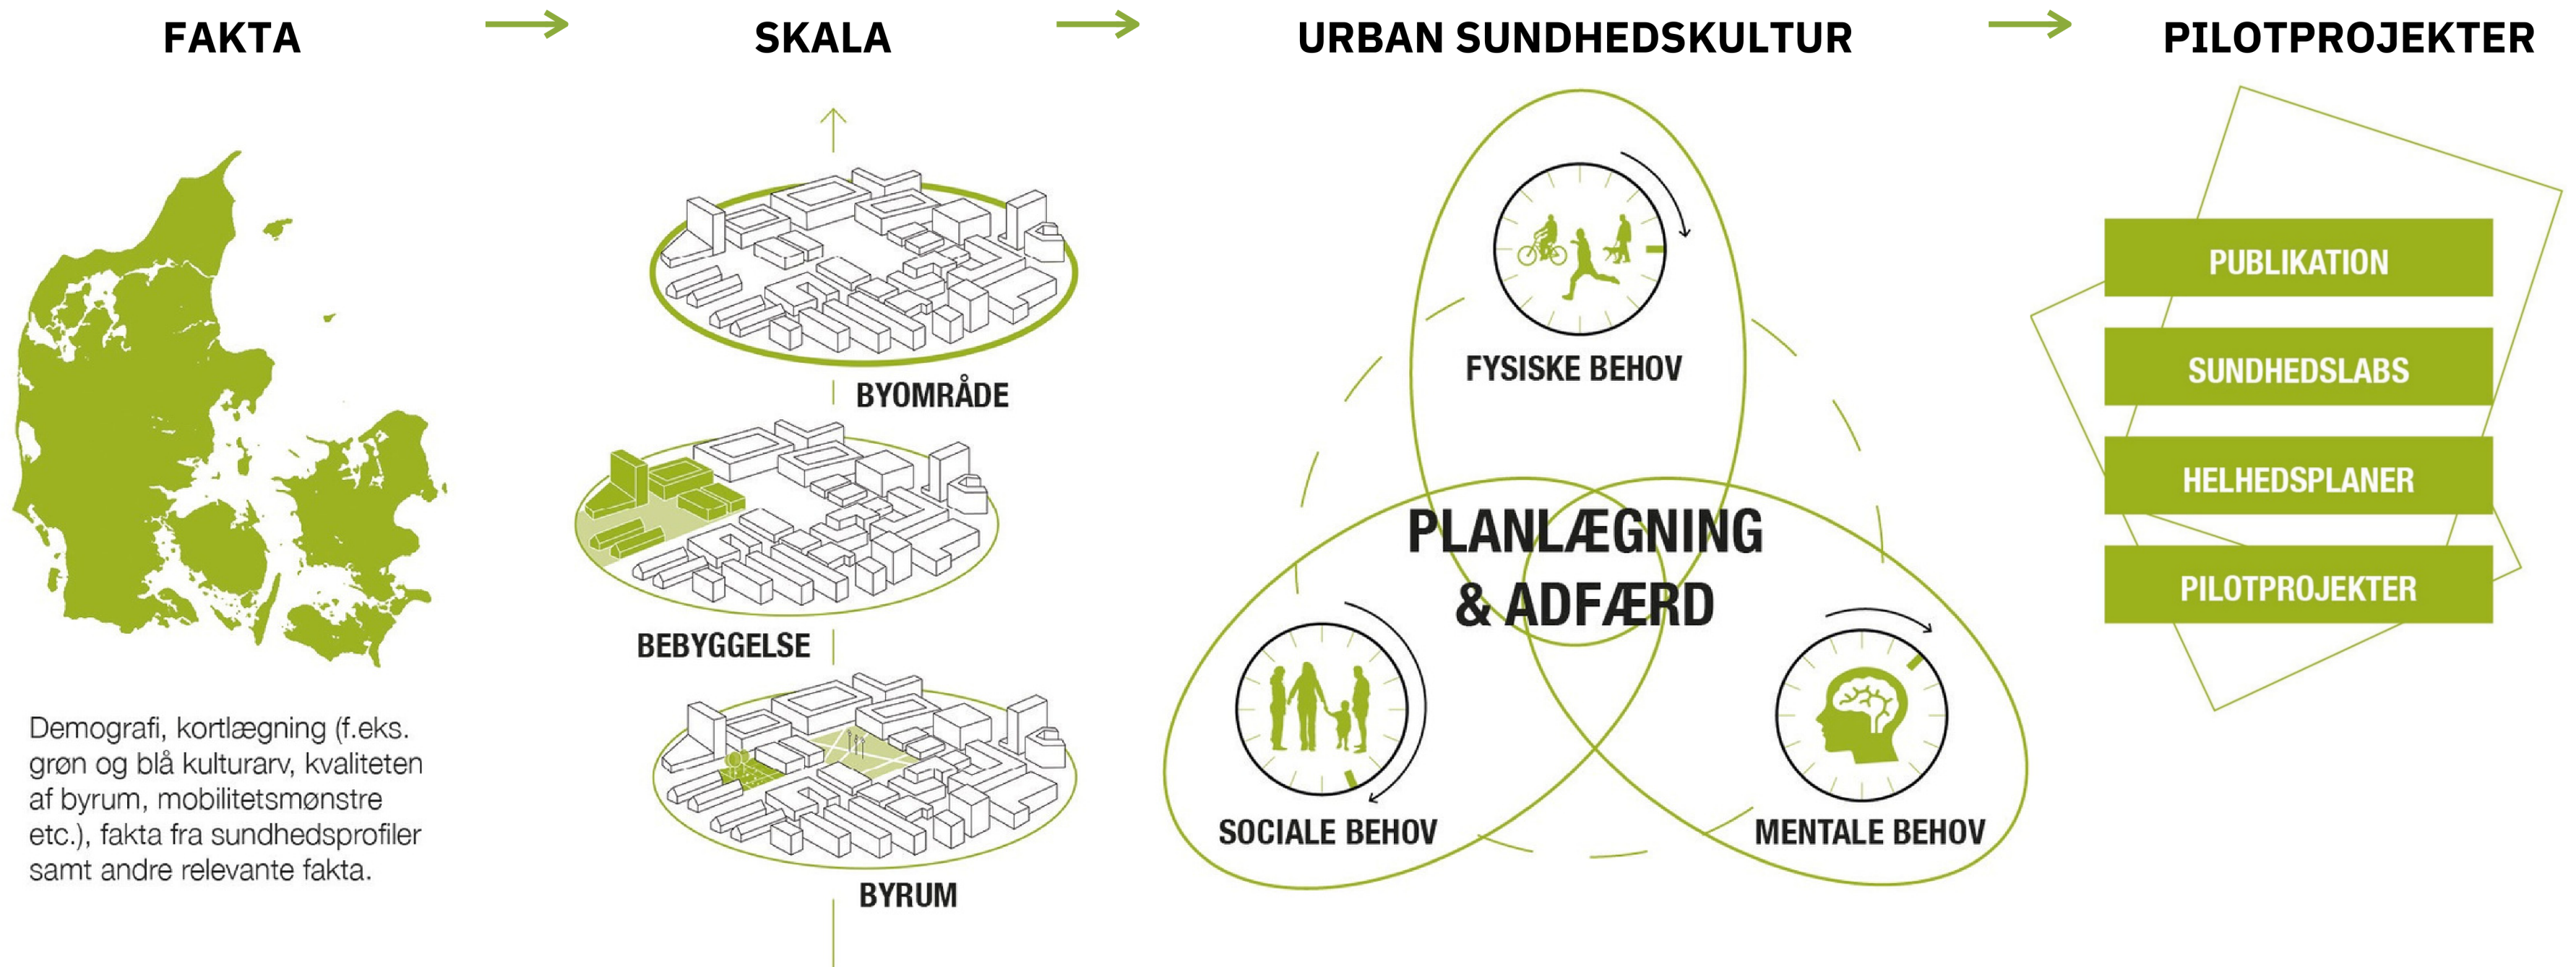 FAKTA
SKALA
URBAN SUNDHEDSKULTUR
PILOTPROJEKTER
Demografi, kortlægning (f.eks.
grøn og blå kulturarv, kvaliteten
af byrum, mobilitetsmønstre
etc.), fakta fra sundhedsprofiler
samt andre relevante fakta.
BYOMRÅDE
BEBYGGELSE
BYRUM
FYSISKE BEHOV
PLANLÆGNING
& ADFÆRD
SOCIALE BEHOV
MENTALE BEHOV
PUBLIKATION
SUNDHEDSLABS
HELHEDSPLANER
PILOTPROJEKTER